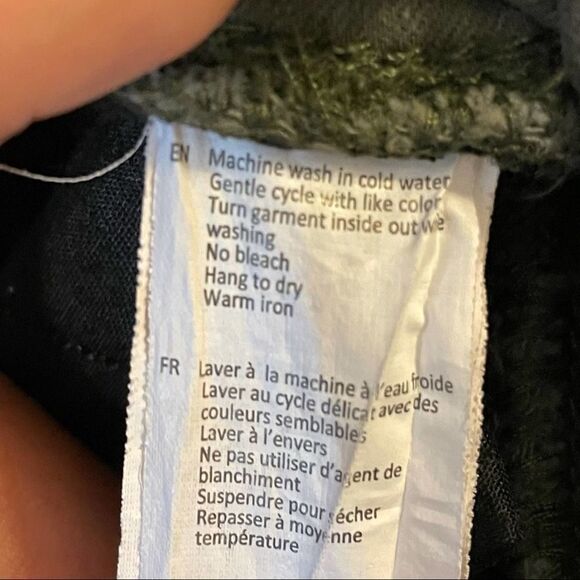 EN Machine wash in cold water
Gentle cycle with like color
Turn garment inside out we
washing
No bleach
Hang to dry
Warm iron
FR Laver à la machine à l'eau froide
Laver au cycle délicat avec des
couleurs semblables
Laver à l'envers
Ne pas utiliser d'agent de
blanchiment
Suspendre pour sécher
Repasser à moyenne
température